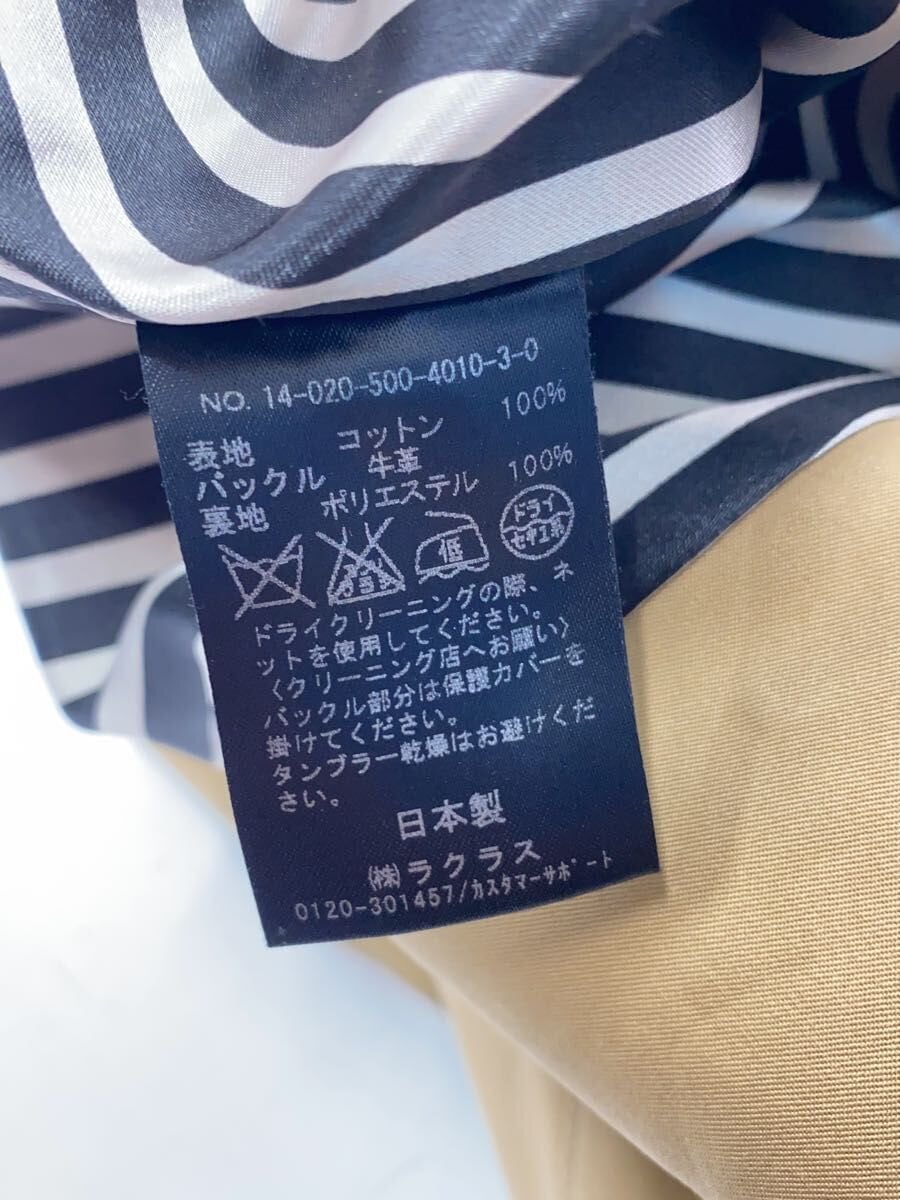 NO. 14-020-500-4010-3-0
表地 コットン 100%
バックル 牛革
裏地 ポリエステル 100%
エンソ
サラシ
低
ドライ
セキユ系
ドライクリーニングの際、ネ
ットを使用してください。
〈クリーニング店へお願い〉
バックル部分は保護カバーを
掛けてください。
タンブラー乾燥はお避けくだ
さい。
日本製
㈱ラクラス
0120-301457/カスタマーサポート